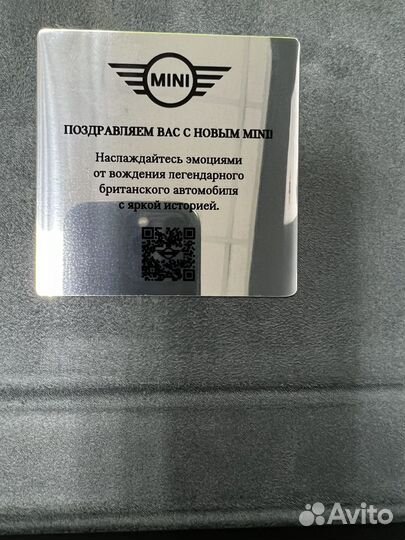 MINI
ПОЗДРАВЛЯЕМ ВАС С НОВЫМ MINI!
Наслаждайтесь эмоциями
от вождения легендарного
британского автомобиля
с яркой историей.
Avito